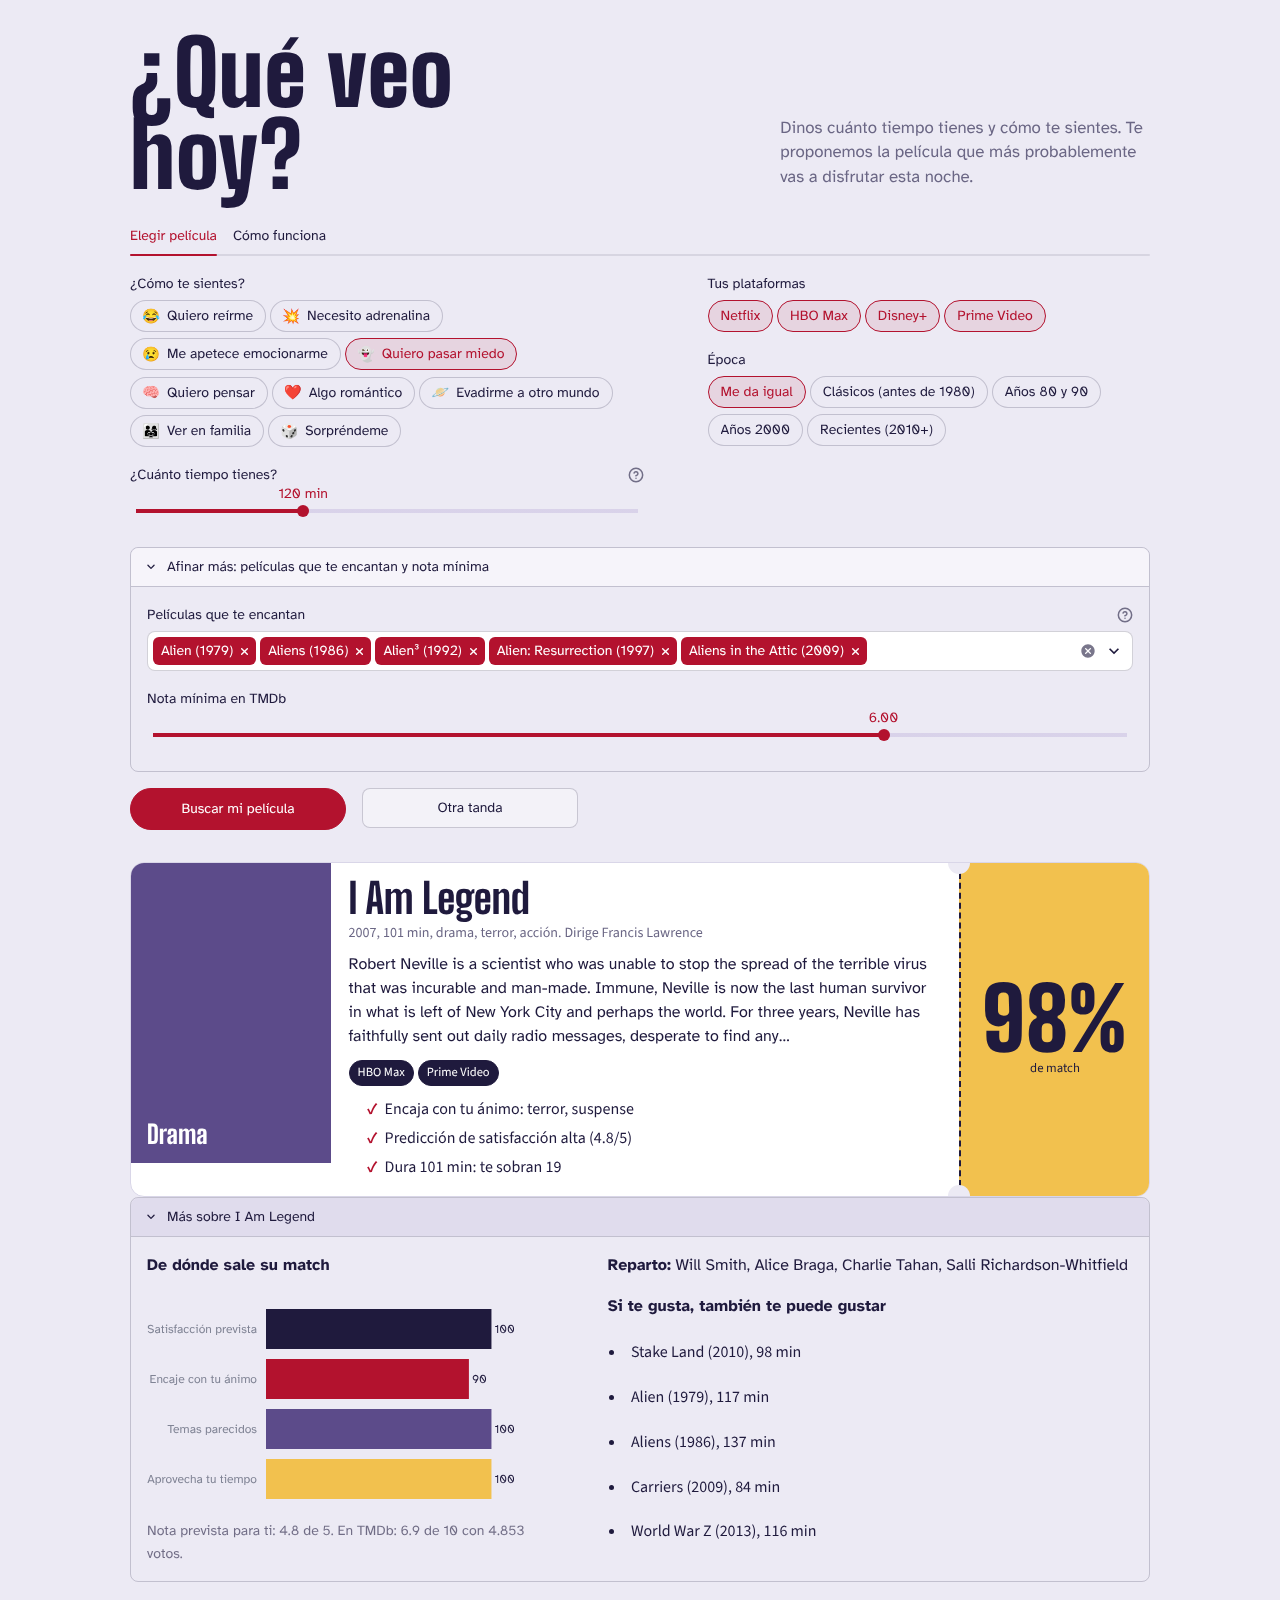 ¿Qué veo
hoy?
Dinos cuánto tiempo tienes y cómo te sientes. Te
proponemos la película que más probablemente
vas a disfrutar esta noche.
Elegir película
Cómo funciona
¿Cómo te sientes?
😂 Quiero reírme
💥 Necesito adrenalina
😢 Me apetece emocionarme
👻 Quiero pasar miedo
🧠 Quiero pensar
❤️ Algo romántico
🪐 Evadirme a otro mundo
👨‍👩‍👧 Ver en familia
🎲 Sorpréndeme
¿Cuánto tiempo tienes?
120 min
Tus plataformas
Netflix
HBO Max
Disney+
Prime Video
Época
Me da igual
Clásicos (antes de 1980)
Años 80 y 90
Años 2000
Recientes (2010+)
Afinar más: películas que te encantan y nota mínima
Películas que te encantan
Alien (1979) ×
Aliens (1986) ×
Alien³ (1992) ×
Alien: Resurrection (1997) ×
Aliens in the Attic (2009) ×
Nota mínima en TMDb
6.00
Buscar mi película
Otra tanda
Drama
I Am Legend
2007, 101 min, drama, terror, acción. Dirige Francis Lawrence
Robert Neville is a scientist who was unable to stop the spread of the terrible virus
that was incurable and man-made. Immune, Neville is now the last human survivor
in what is left of New York City and perhaps the world. For three years, Neville has
faithfully sent out daily radio messages, desperate to find any…
HBO Max
Prime Video
✓ Encaja con tu ánimo: terror, suspense
✓ Predicción de satisfacción alta (4.8/5)
✓ Dura 101 min: te sobran 19
98%
de match
Más sobre I Am Legend
De dónde sale su match
Satisfacción prevista 100
Encaje con tu ánimo 90
Temas parecidos 100
Aprovecha tu tiempo 100
Nota prevista para ti: 4.8 de 5. En TMDb: 6.9 de 10 con 4.853
votos.
Reparto: Will Smith, Alice Braga, Charlie Tahan, Salli Richardson-Whitfield
Si te gusta, también te puede gustar
• Stake Land (2010), 98 min
• Alien (1979), 117 min
• Aliens (1986), 137 min
• Carriers (2009), 84 min
• World War Z (2013), 116 min